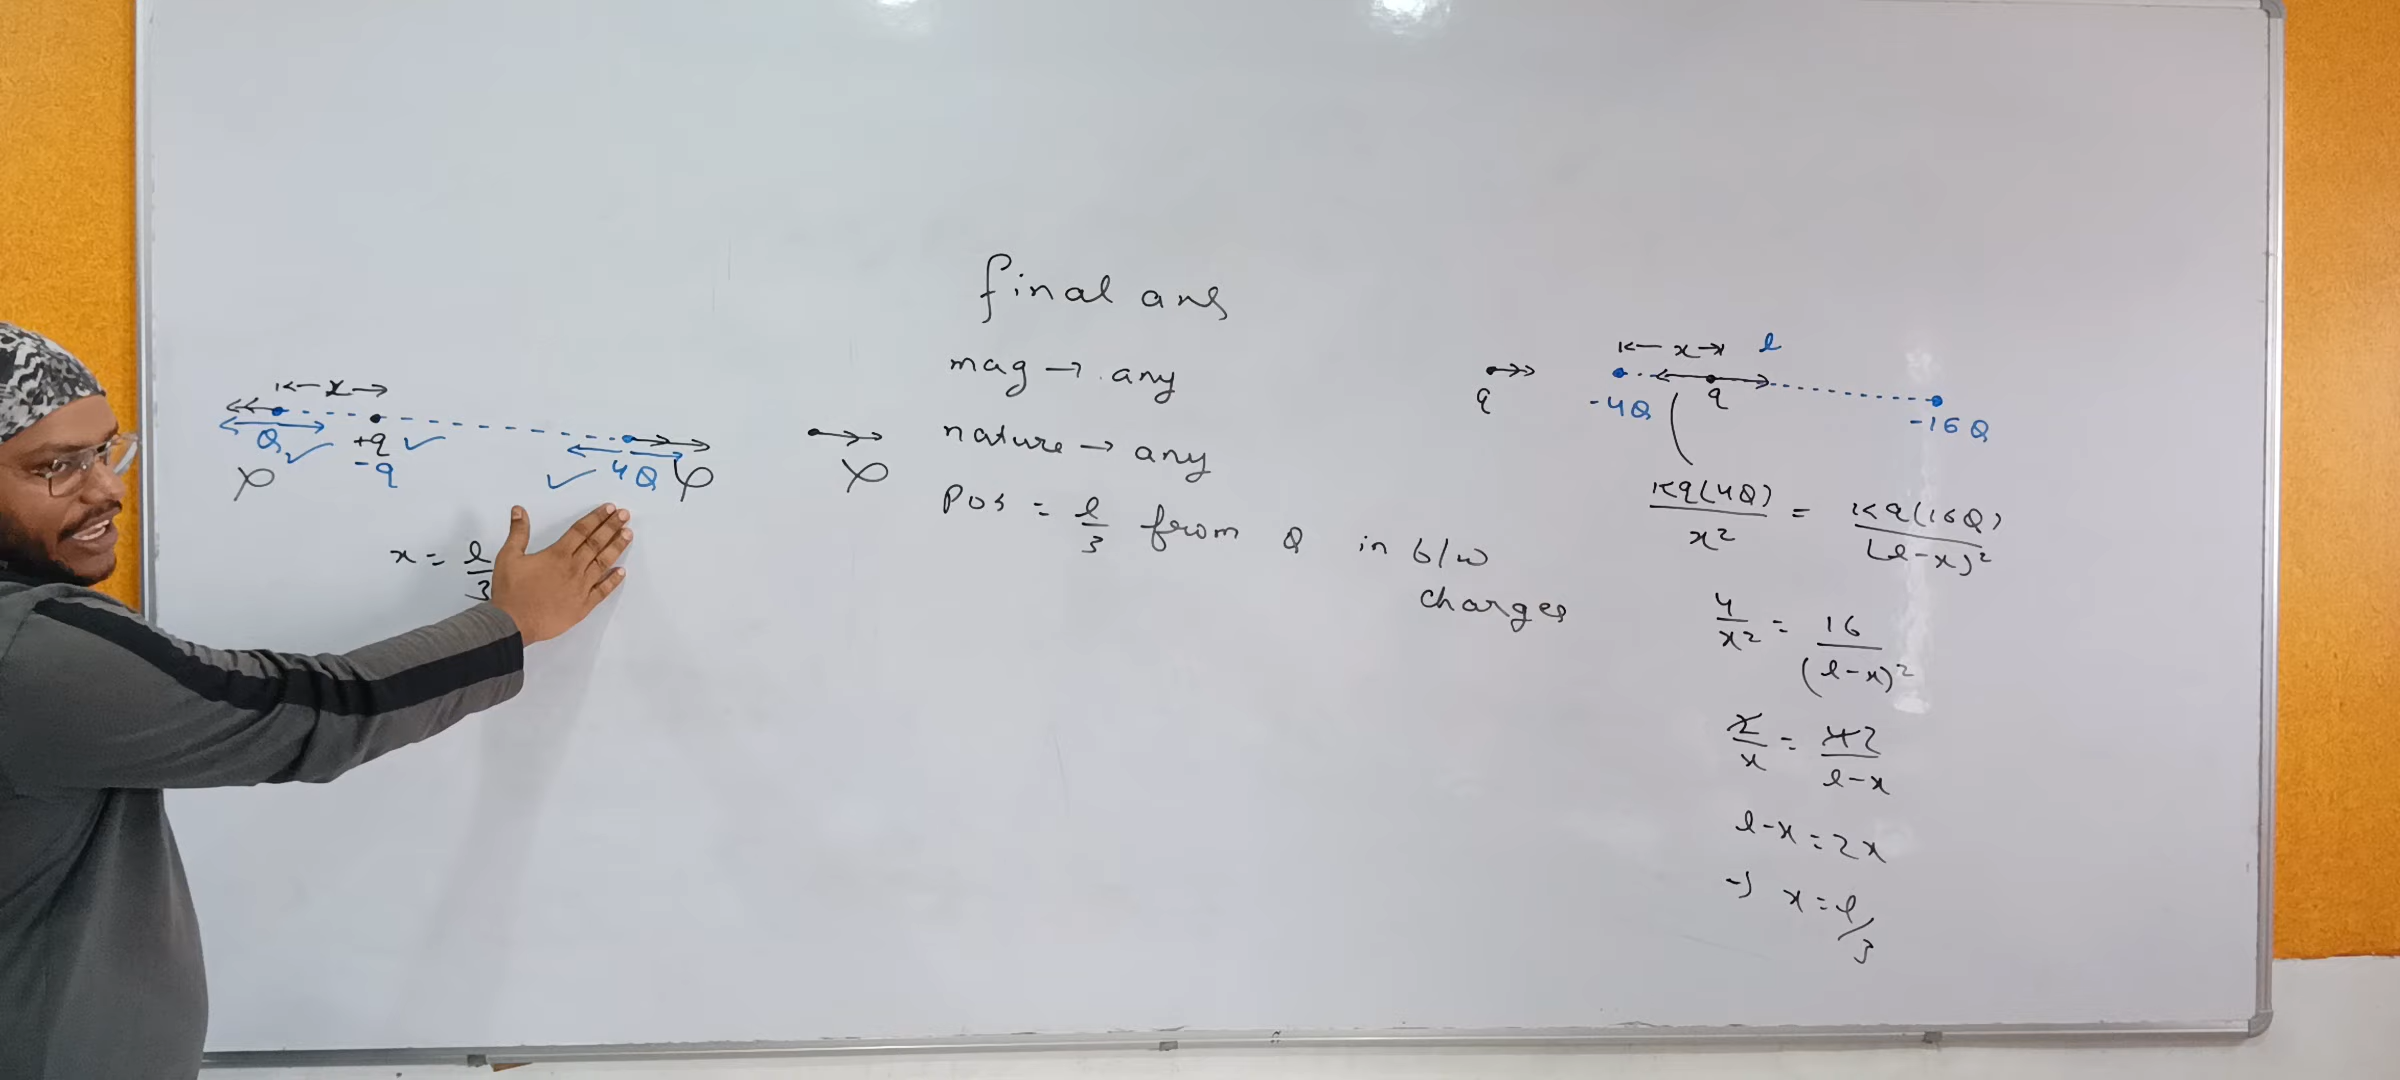 K← x →
Q
+q
-q
4Q
x = l/3
final ans
mag → any
nature → any
Pos = l/3 from Q in b/w
charges
K← x → l
q
-4Q
q
-16Q
Kq(4Q)/x² = Kq(16Q)/(l-x)²
4/x² = 16/(l-x)²
2/x = 42/l-x
l-x = 2x
→ x = l/3